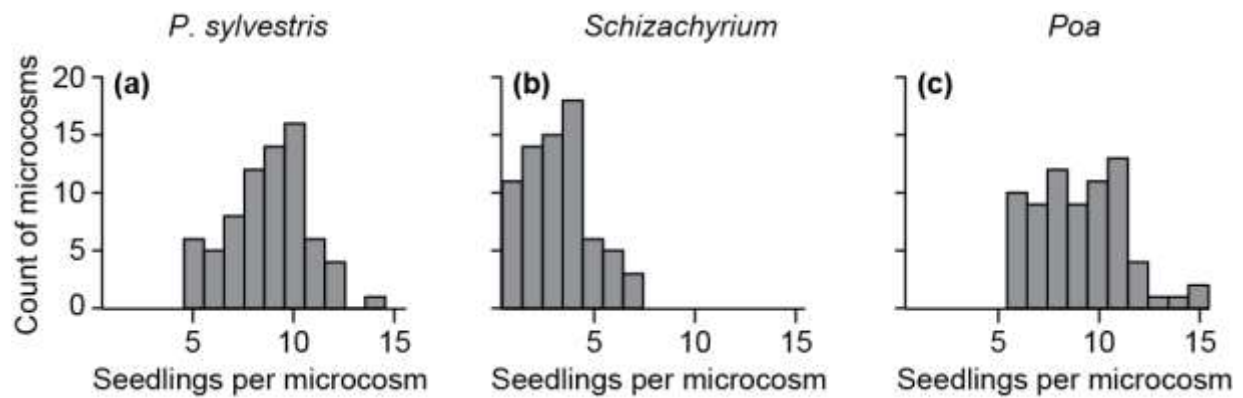 P. sylvestris
Schizachyrium
Poa
(a)
(b)
(c)
Count of microcosms
20
15
10
5
0
5 10 15
5 10 15
5 10 15
Seedlings per microcosm
Seedlings per microcosm
Seedlings per microcosm